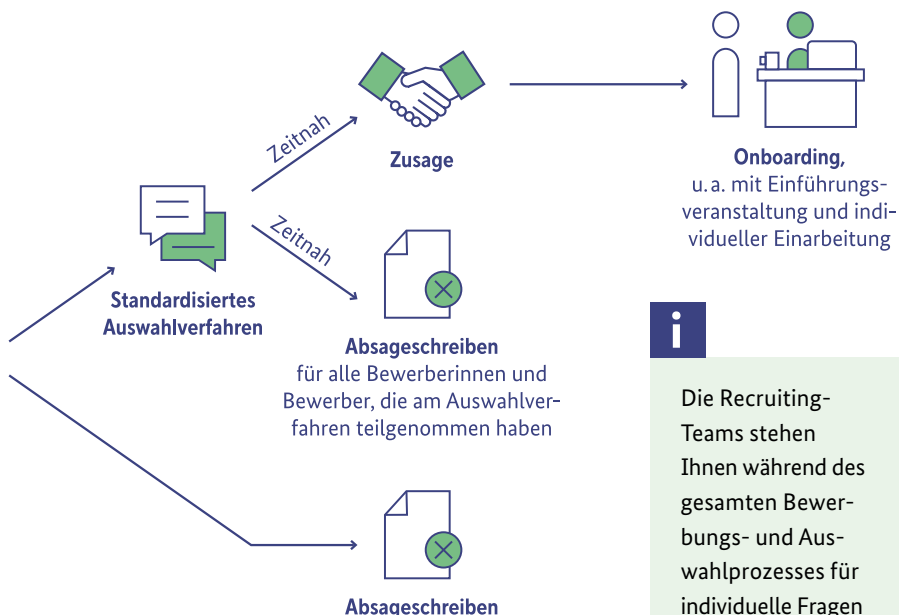 Zeitnah
Zusage
Onboarding,
u. a. mit Einführungs-
veranstaltung und indi-
vidueller Einarbeitung
Zeitnah
Standardisiertes
Auswahlverfahren
Absageschreiben
für alle Bewerberinnen und
Bewerber, die am Auswahlver-
fahren teilgenommen haben
i
Die Recruiting-
Teams stehen
Ihnen während des
gesamten Bewer-
bungs- und Aus-
wahlprozesses für
individuelle Fragen
Absageschreiben